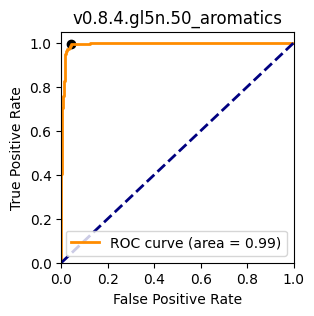 v0.8.4.gl5n.50_aromatics
True Positive Rate
1.0
0.8
0.6
0.4
0.2
0.0
ROC curve (area = 0.99)
0.0 0.2 0.4 0.6 0.8 1.0
False Positive Rate